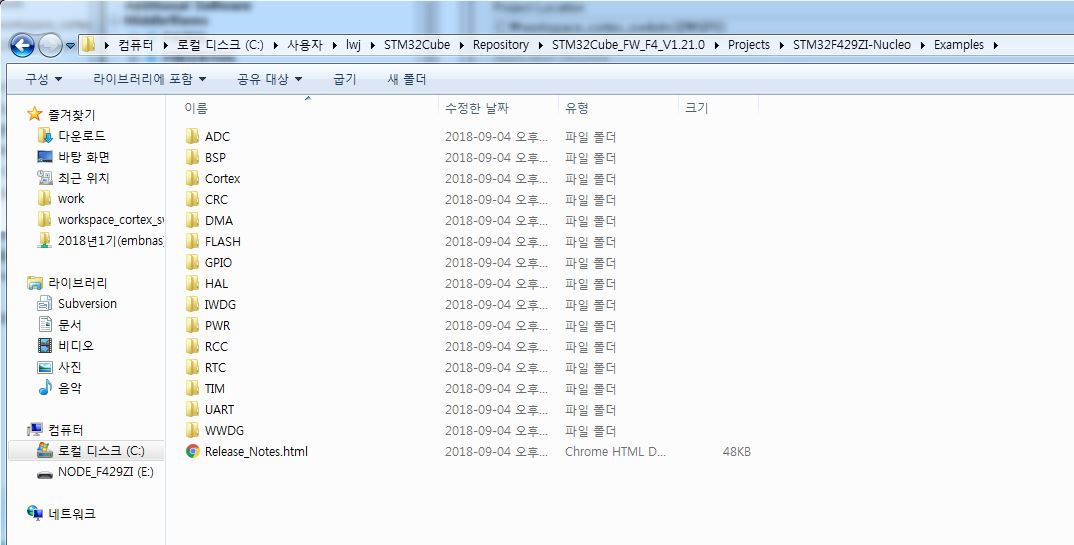 Additional Software
Middlewares
Project Location
컴퓨터 로컬 디스크 (C:) 사용자 lwj STM32Cube Repository STM32Cube_FW_F4_V1.21.0 Projects STM32F429ZI-Nucleo Examples
구성 라이브러리에 포함 공유 대상 굽기 새 폴더
이름 수정한 날짜 유형 크기
즐겨찾기
다운로드
바탕 화면
최근 위치
work
workspace_cortex_sw
2018년1기(embnas
라이브러리
Subversion
문서
비디오
사진
음악
컴퓨터
로컬 디스크 (C:)
NODE_F429ZI (E:)
네트워크
ADC 2018-09-04 오후... 파일 폴더
BSP 2018-09-04 오후... 파일 폴더
Cortex 2018-09-04 오후... 파일 폴더
CRC 2018-09-04 오후... 파일 폴더
DMA 2018-09-04 오후... 파일 폴더
FLASH 2018-09-04 오후... 파일 폴더
GPIO 2018-09-04 오후... 파일 폴더
HAL 2018-09-04 오후... 파일 폴더
IWDG 2018-09-04 오후... 파일 폴더
PWR 2018-09-04 오후... 파일 폴더
RCC 2018-09-04 오후... 파일 폴더
RTC 2018-09-04 오후... 파일 폴더
TIM 2018-09-04 오후... 파일 폴더
UART 2018-09-04 오후... 파일 폴더
WWDG 2018-09-04 오후... 파일 폴더
Release_Notes.html 2018-09-04 오후... Chrome HTML D... 48KB